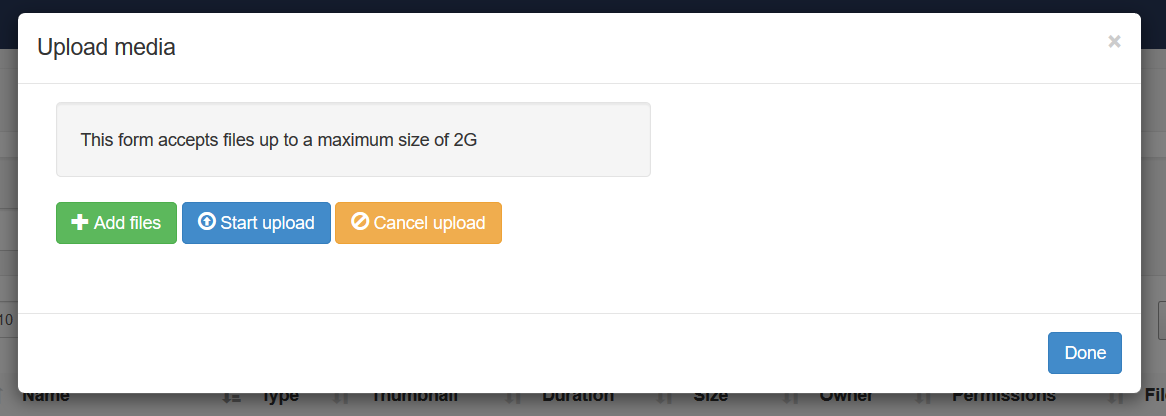 Upload media
×
This form accepts files up to a maximum size of 2G
Add files Start upload Cancel upload
10
Done
Name Type Thumbnail Duration Size Owner Permissions